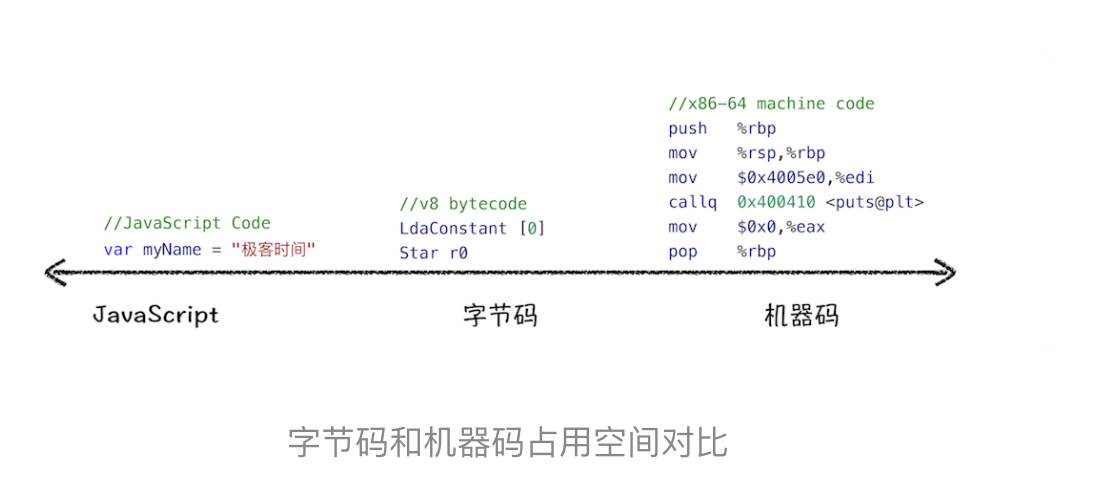 //JavaScript Code
var myName = "极客时间"
//v8 bytecode
LdaConstant [0]
Star r0
//x86-64 machine code
push %rbp
mov %rsp,%rbp
mov $0x4005e0,%edi
callq 0x400410 <puts@plt>
mov $0x0,%eax
pop %rbp
JavaScript
字节码
机器码
字节码和机器码占用空间对比